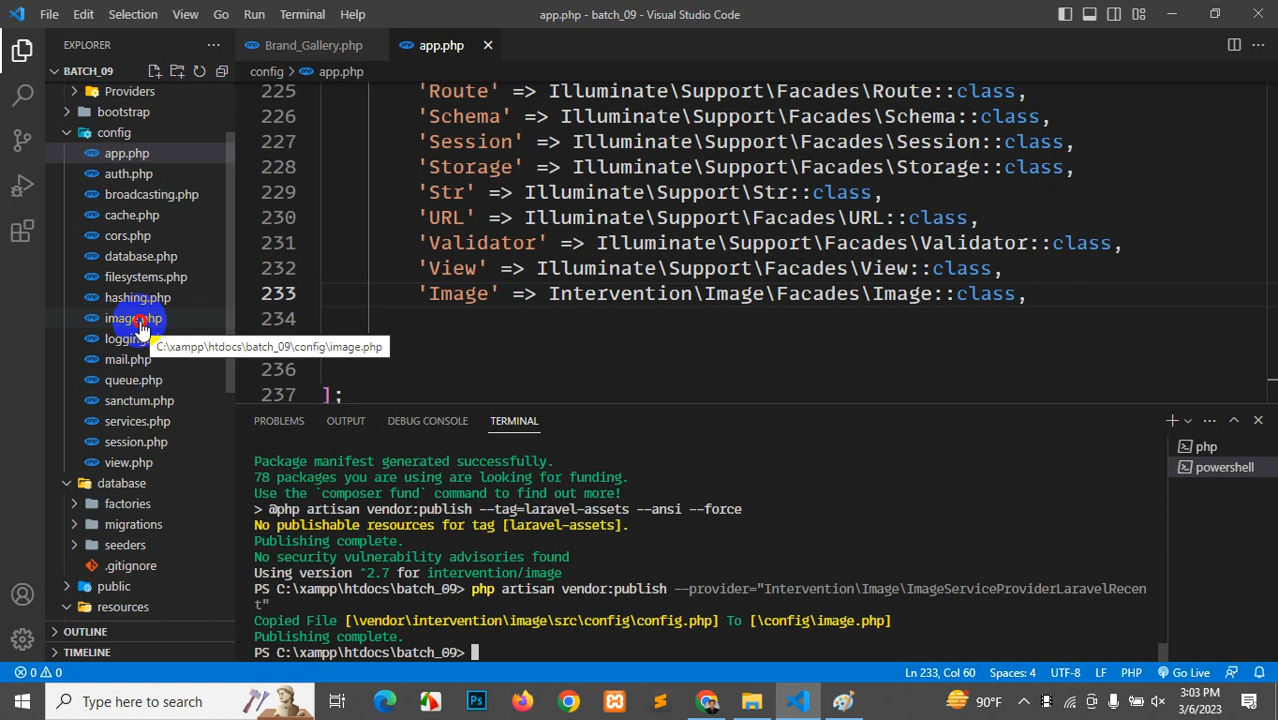 File Edit Selection View Go Run Terminal Help app.php - batch_09 - Visual Studio Code
EXPLORER
BATCH_09
Providers
bootstrap
config
app.php
auth.php
broadcasting.php
cache.php
cors.php
database.php
filesystems.php
hashing.php
image.php
logging
mail.php
queue.php
sanctum.php
services.php
session.php
view.php
database
factories
migrations
seeders
.gitignore
public
resources
OUTLINE
TIMELINE
C:\xampp\htdocs\batch_09\config\image.php
Brand_Gallery.php app.php
config > app.php
225 'Route' => Illuminate\Support\Facades\Route::class,
226 'Schema' => Illuminate\Support\Facades\Schema::class,
227 'Session' => Illuminate\Support\Facades\Session::class,
228 'Storage' => Illuminate\Support\Facades\Storage::class,
229 'Str' => Illuminate\Support\Str::class,
230 'URL' => Illuminate\Support\Facades\URL::class,
231 'Validator' => Illuminate\Support\Facades\Validator::class,
232 'View' => Illuminate\Support\Facades\View::class,
233 'Image' => Intervention\Image\Facades\Image::class,
234
236
237 ];
PROBLEMS OUTPUT DEBUG CONSOLE TERMINAL
php
powershell
Package manifest generated successfully.
78 packages you are using are looking for funding.
Use the `composer fund` command to find out more!
> @php artisan vendor:publish --tag=laravel-assets --ansi --force
No publishable resources for tag [laravel-assets].
Publishing complete.
No security vulnerability advisories found
Using version ^2.7 for intervention/image
PS C:\xampp\htdocs\batch_09> php artisan vendor:publish --provider="Intervention\Image\ImageServiceProviderLaravelRecen
t"
Copied File [\vendor\intervention\image\src\config\config.php] To [\config\image.php]
Publishing complete.
PS C:\xampp\htdocs\batch_09>
0 0 Ln 233, Col 60 Spaces: 4 UTF-8 LF PHP Go Live
Type here to search
Ps
90°F
3:03 PM
3/6/2023